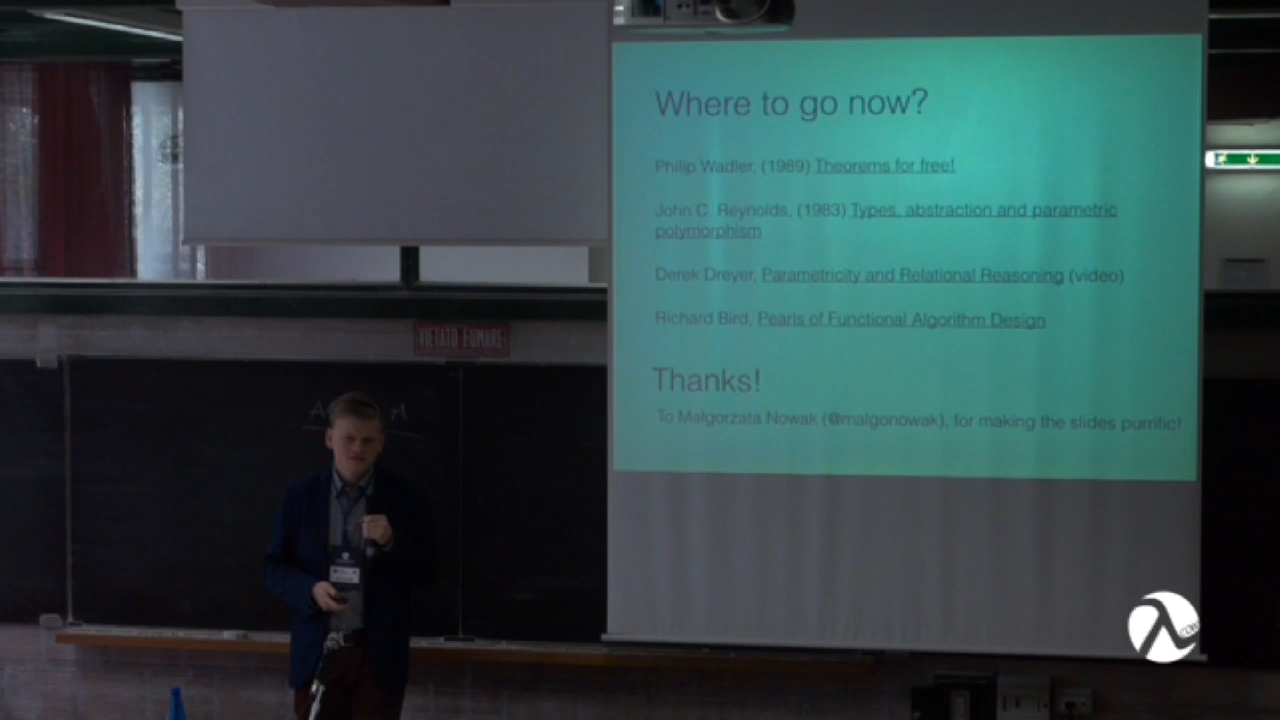 Where to go now?
Philip Wadler, (1989) Theorems for free!
John C. Reynolds, (1983) Types, abstraction and parametric
polymorphism
Derek Dreyer, Parametricity and Relational Reasoning (video)
Richard Bird, Pearls of Functional Algorithm Design
Thanks!
To Małgorzata Nowak (@malgonowak), for making the slides purrific!
VIETATO FUMARE
λ CON